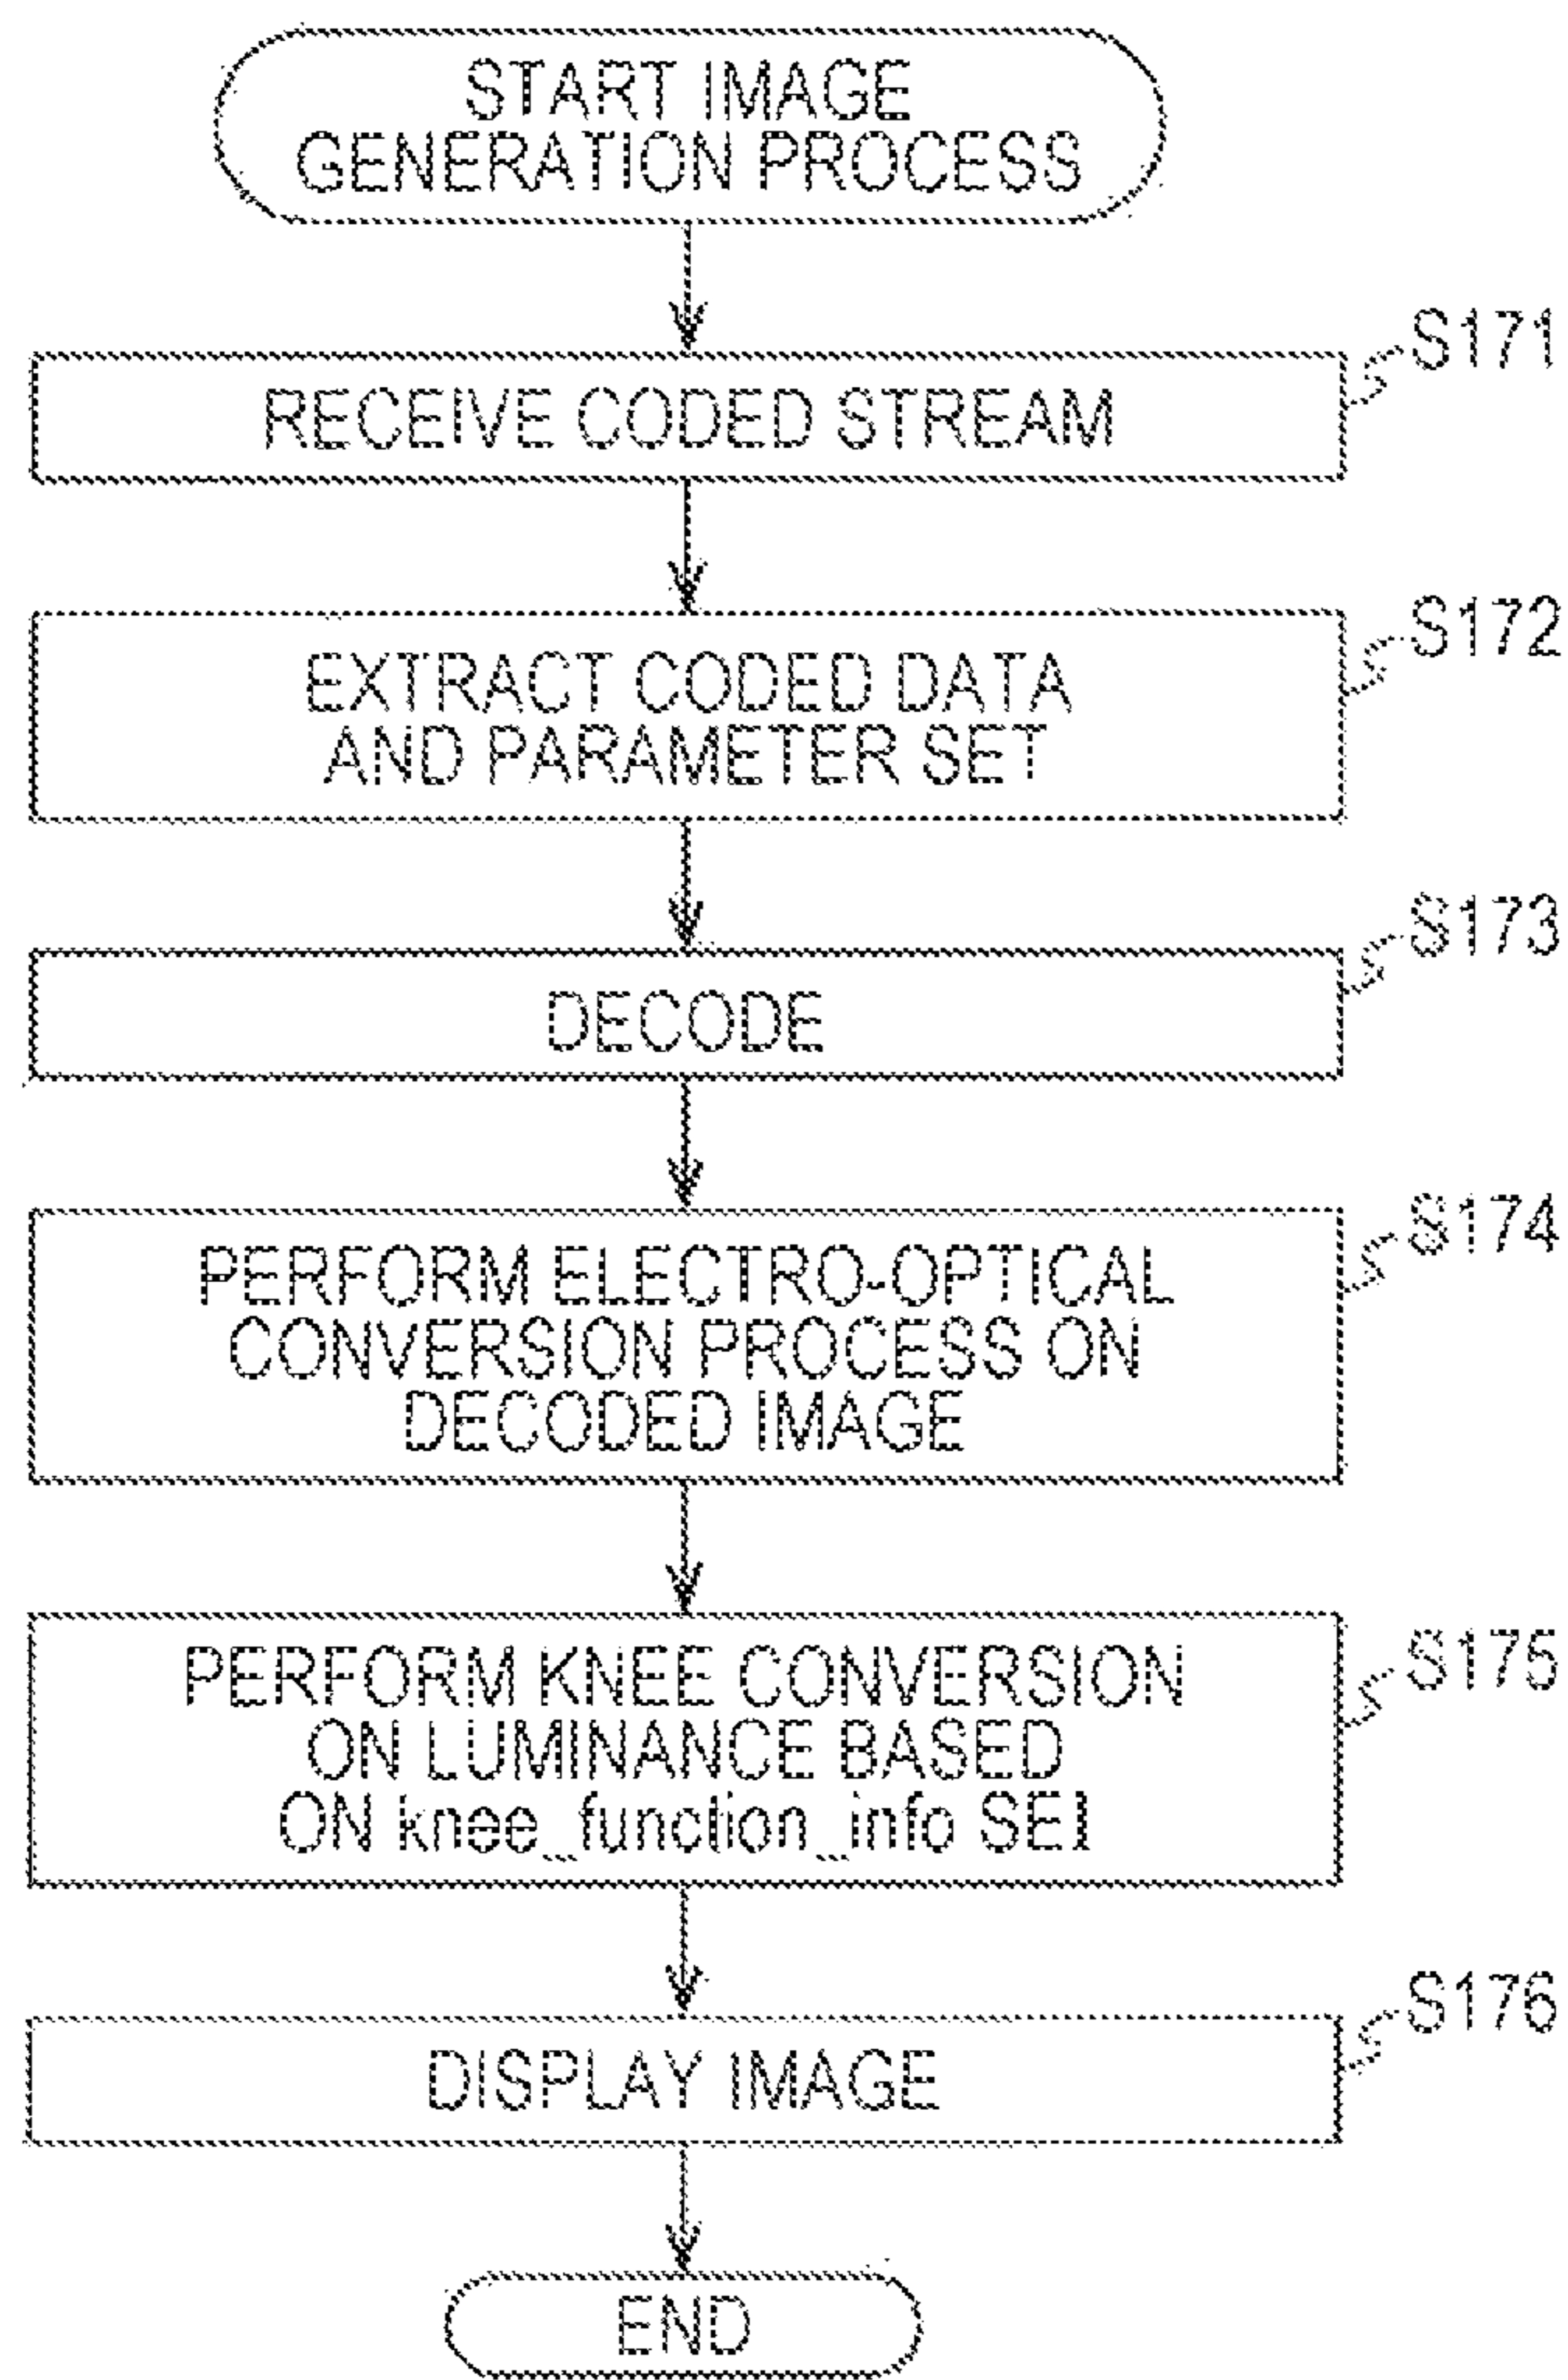 START IMAGE
GENERATION PROCESS
S171
RECEIVE CODED STREAM
S172
EXTRACT CODED DATA
AND PARAMETER SET
S173
DECODE
S174
PERFORM ELECTRO-OPTICAL
CONVERSION PROCESS ON
DECODED IMAGE
S175
PERFORM KNEE CONVERSION
ON LUMINANCE BASED
ON knee_function_info SEI
S176
DISPLAY IMAGE
END